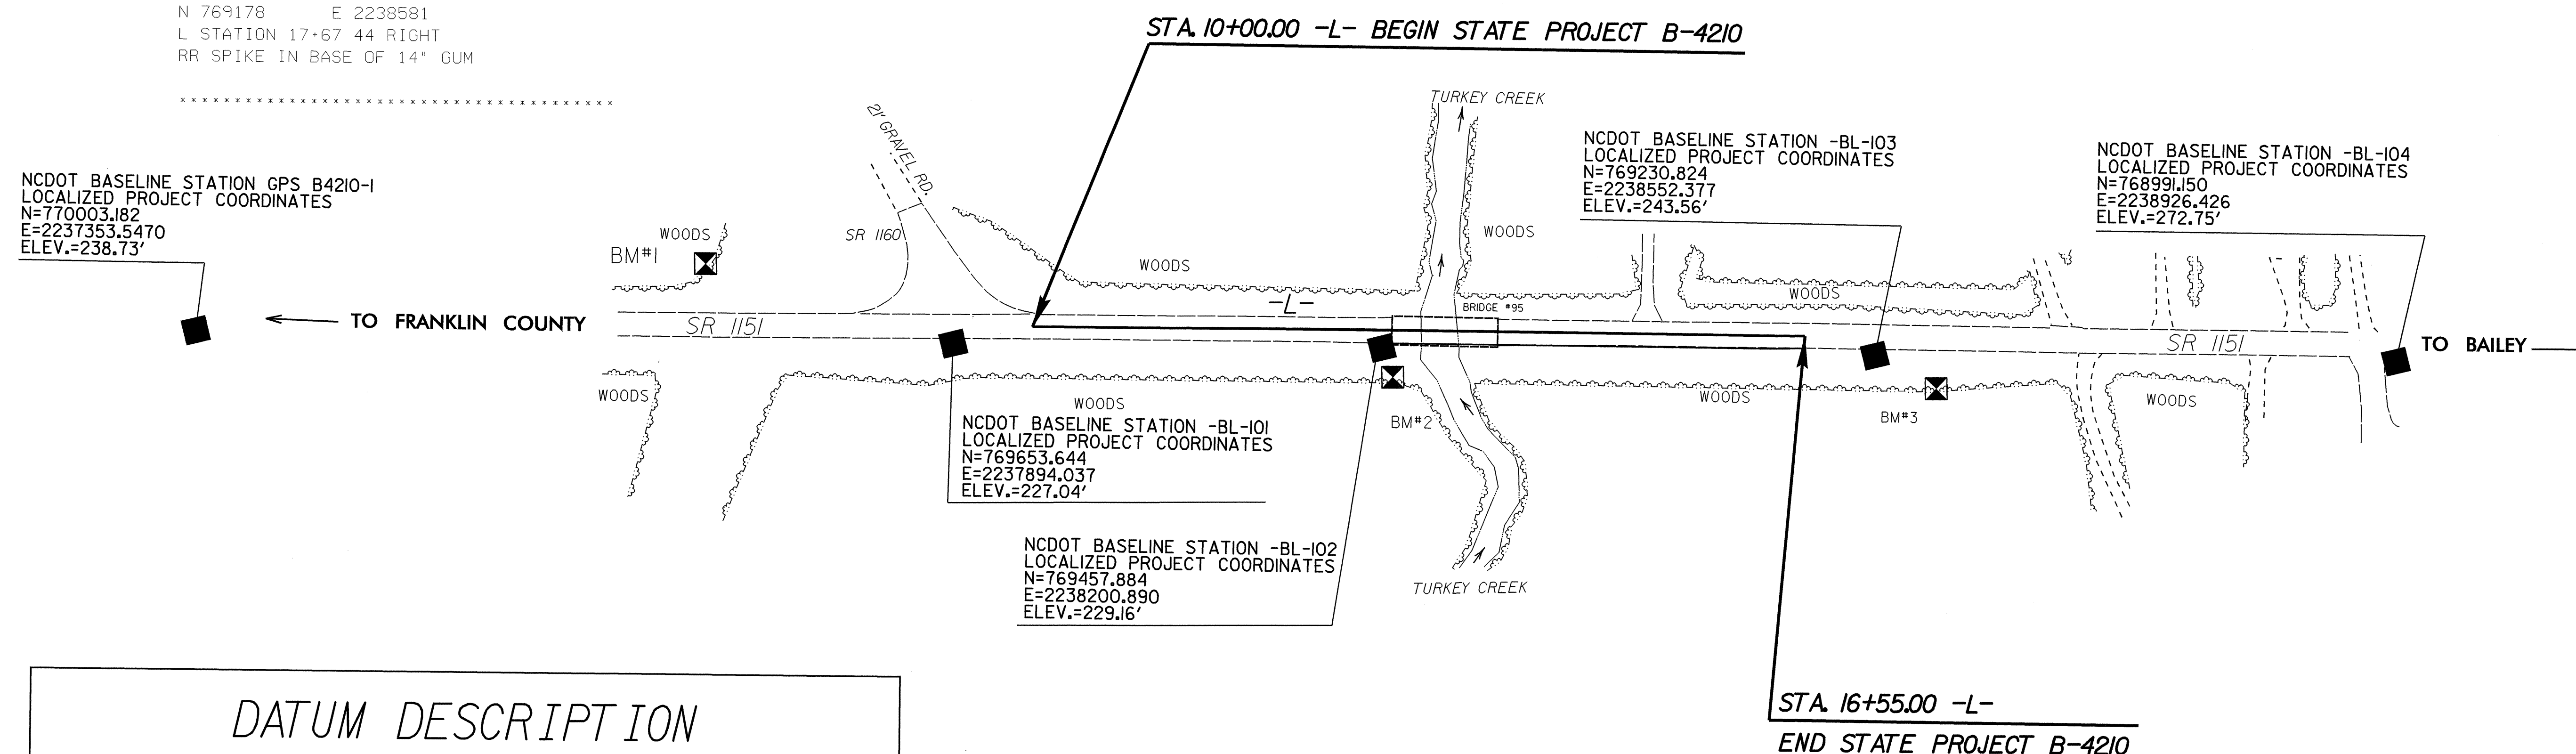 N 769178 E 2238581
L STATION 17+67 44 RIGHT
RR SPIKE IN BASE OF 14" GUM
xxxxxxxxxxxxxxxxxxxxxxxxxxxxxxxxxxxxxxxx
STA. 10+00.00 -L- BEGIN STATE PROJECT B-4210
TURKEY CREEK
21' GRAVEL RD.
NCDOT BASELINE STATION GPS B4210-1
LOCALIZED PROJECT COORDINATES
N=770003.182
E=2237353.5470
ELEV.=238.73'
NCDOT BASELINE STATION -BL-103
LOCALIZED PROJECT COORDINATES
N=769230.824
E=2238552.377
ELEV.=243.56'
NCDOT BASELINE STATION -BL-104
LOCALIZED PROJECT COORDINATES
N=768991.150
E=2238926.426
ELEV.=272.75'
WOODS
BM#1
SR 1160
WOODS
WOODS
WOODS
-L-
BRIDGE #95
TO FRANKLIN COUNTY
SR 1151
SR 1151
TO BAILEY
WOODS
WOODS
WOODS
WOODS
BM#2
BM#3
NCDOT BASELINE STATION -BL-101
LOCALIZED PROJECT COORDINATES
N=769653.644
E=2237894.037
ELEV.=227.04'
NCDOT BASELINE STATION -BL-102
LOCALIZED PROJECT COORDINATES
N=769457.884
E=2238200.890
ELEV.=229.16'
TURKEY CREEK
STA. 16+55.00 -L-
END STATE PROJECT B-4210
DATUM DESCRIPTION